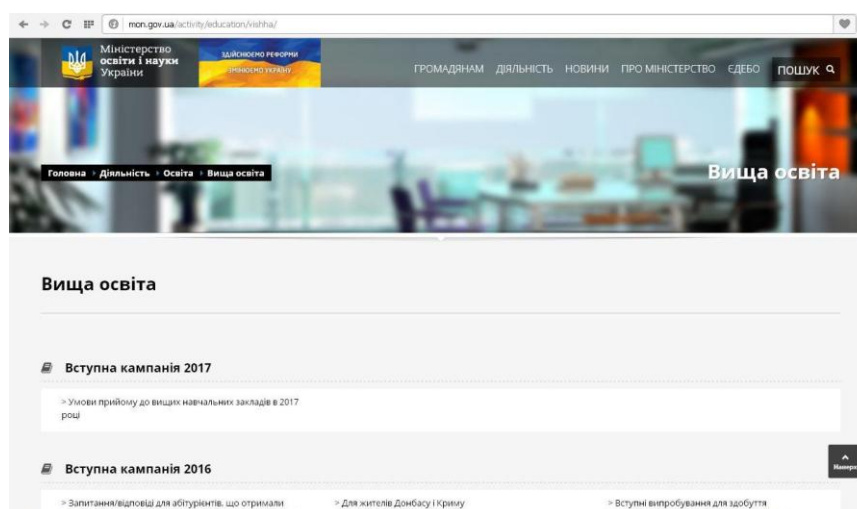 mon.gov.ua/activity/education/vishha/
Міністерство
освіти і науки
України
ЗДІЙСНЮЄМО РЕФОРМИ
ЗМІНЮЄМО УКРАЇНУ
ГРОМАДЯНАМ ДІЯЛЬНІСТЬ НОВИНИ ПРО МІНІСТЕРСТВО ЄДЕБО ПОШУК
Головна › Діяльність › Освіта › Вища освіта
Вища освіта
Вища освіта
Вступна кампанія 2017
> Умови прийому до вищих навчальних закладів в 2017
році
Наверх
Вступна кампанія 2016
> Запитання/відповіді для абітурієнтів, що отримали > Для жителів Донбасу і Криму > Вступні випробування для здобуття